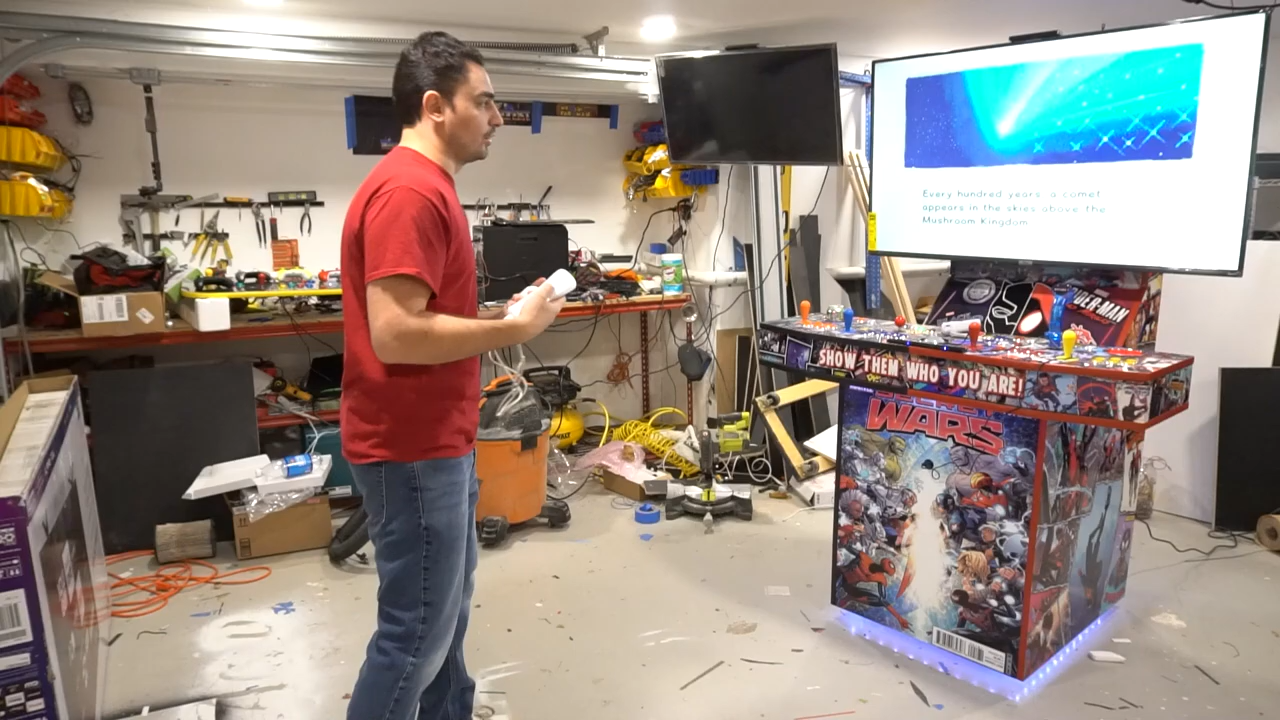 Every hundred years, a comet
appears in the skies above the
Mushroom Kingdom.
SPIDER-MAN
SHOW THEM WHO YOU ARE!
SECRET
WARS